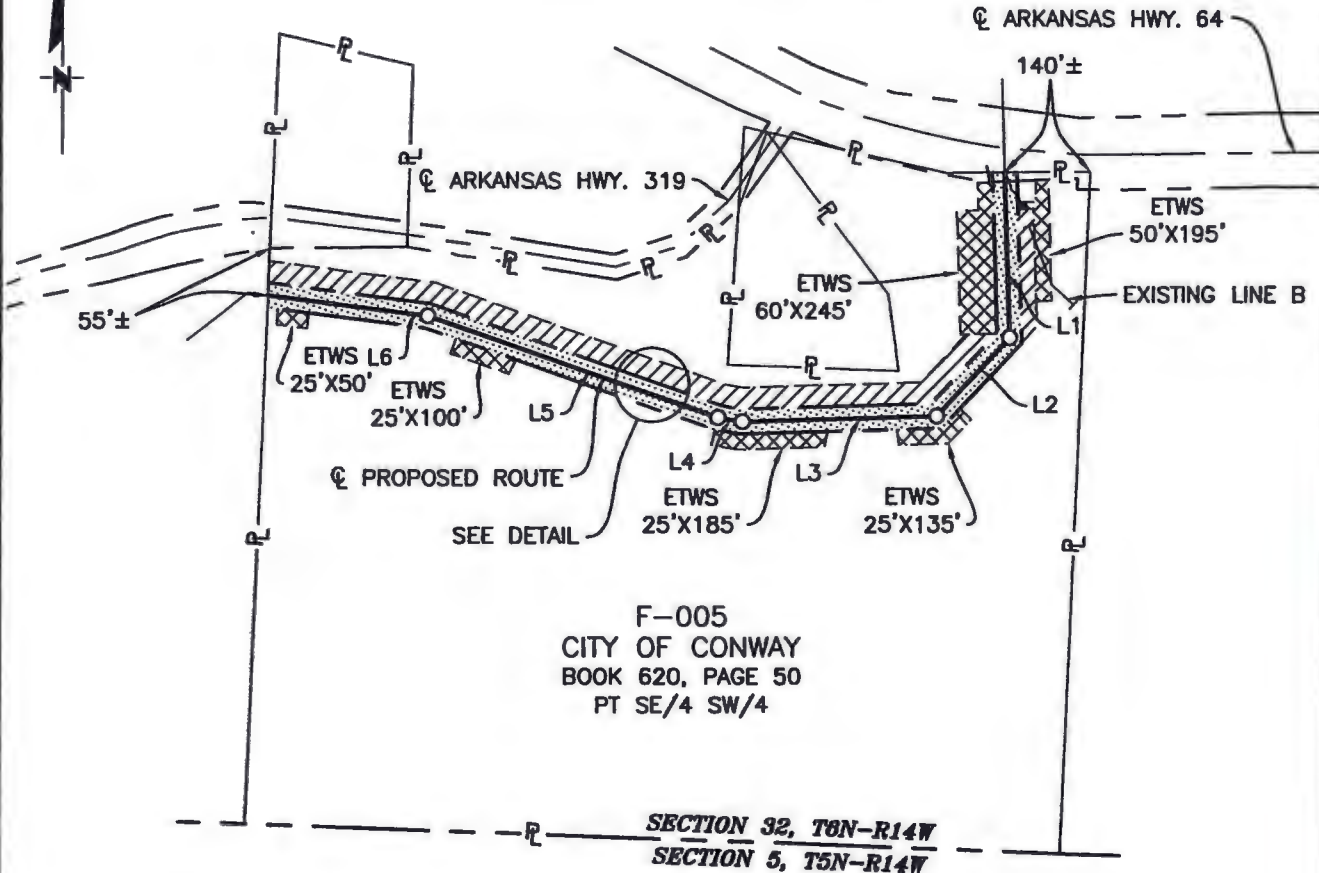 ℄ ARKANSAS HWY. 64
140'±
N
℄ ARKANSAS HWY. 319
ETWS
50'X195'
ETWS
60'X245'
EXISTING LINE B
55'±
L1
ETWS L6
25'X50'
ETWS
25'X100'
L5
L2
℄ PROPOSED ROUTE
L4
L3
ETWS
25'X185'
ETWS
25'X135'
SEE DETAIL
F-005
CITY OF CONWAY
BOOK 620, PAGE 50
PT SE/4 SW/4
SECTION 32, T6N-R14W
SECTION 5, T5N-R14W